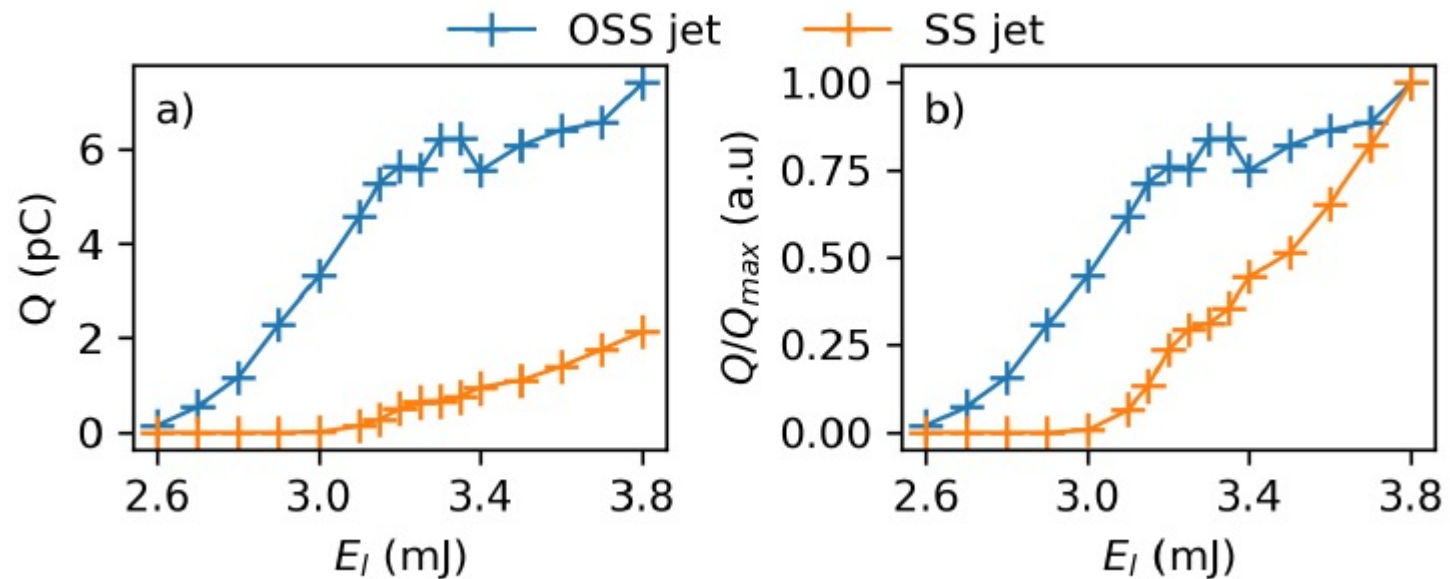 OSS jet SS jet
a)
6
4
2
0
Q (pC)
2.6 3.0 3.4 3.8
E_l (mJ)
b)
1.00
0.75
0.50
0.25
0.00
Q/Q_max (a.u)
2.6 3.0 3.4 3.8
E_l (mJ)